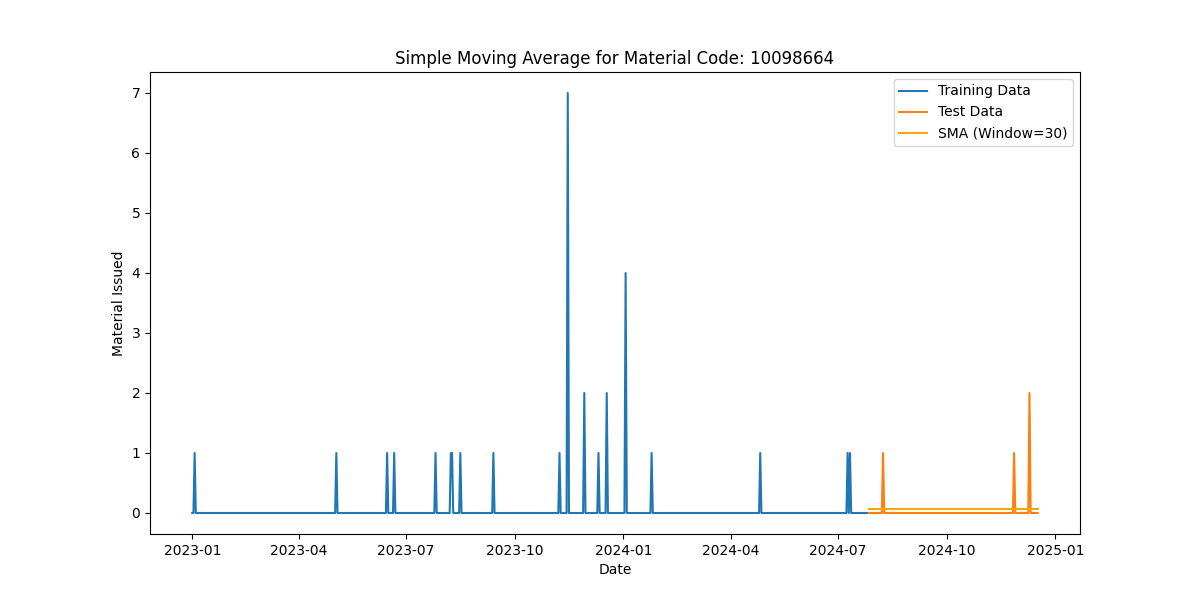 Simple Moving Average for Material Code: 10098664
Training Data
Test Data
SMA (Window=30)
Material Issued
7
6
5
4
3
2
1
0
2023-01 2023-04 2023-07 2023-10 2024-01 2024-04 2024-07 2024-10 2025-01
Date